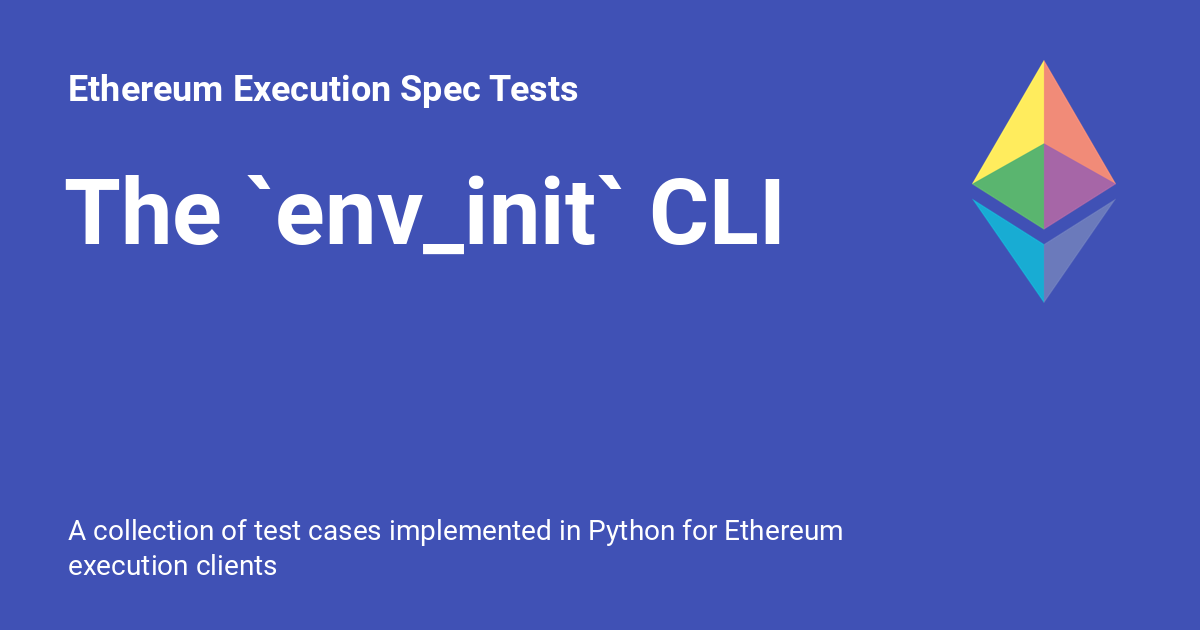 Ethereum Execution Spec Tests
The `env_init` CLI
A collection of test cases implemented in Python for Ethereum
execution clients